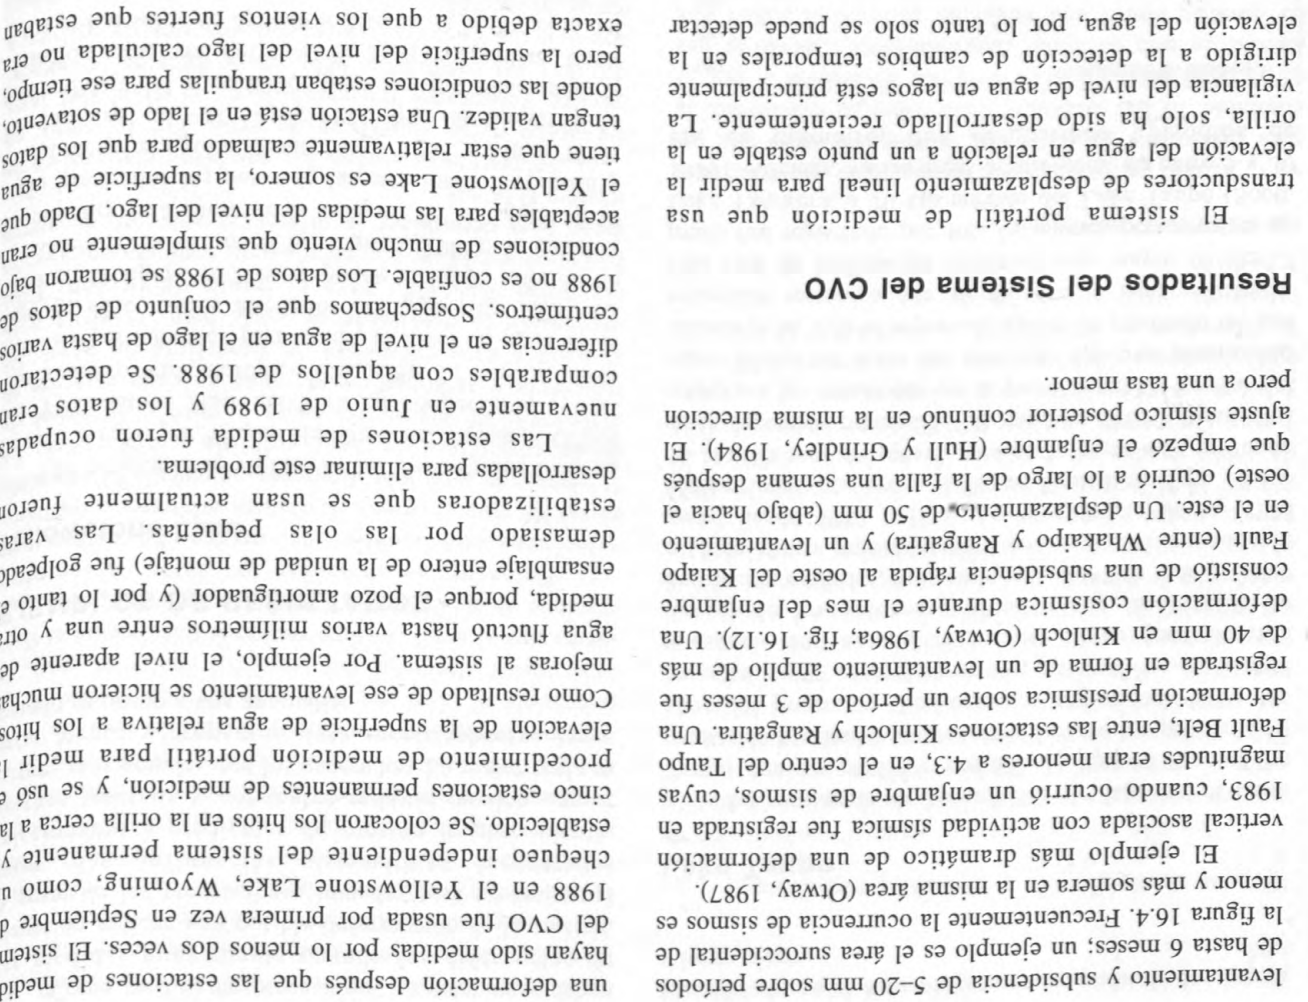 levantamiento y subsidencia de 5–20 mm sobre períodos
de hasta 6 meses; un ejemplo es el área suroccidental de
la figura 16.4. Frecuentemente la ocurrencia de sismos es
menor y más somera en la misma área (Otway, 1987).
El ejemplo más dramático de una deformación
vertical asociada con actividad sísmica fue registrada en
1983, cuando ocurrió un enjambre de sismos, cuyas
magnitudes eran menores a 4.3, en el centro del Taupo
Fault Belt, entre las estaciones Kinloch y Rangatira. Una
deformación presísmica sobre un período de 3 meses fue
registrada en forma de un levantamiento amplio de más
de 40 mm en Kinloch (Otway, 1986a; fig. 16.12). Una
deformación cosísmica durante el mes del enjambre
consistió de una subsidencia rápida al oeste del Kaiapo
Fault (entre Whakaipo y Rangatira) y un levantamiento
en el este. Un desplazamiento de 50 mm (abajo hacia el
oeste) ocurrió a lo largo de la falla una semana después
que empezó el enjambre (Hull y Grindley, 1984). El
ajuste sísmico posterior continuó en la misma dirección
pero a una tasa menor.
Resultados del Sistema del CVO
El sistema portátil de medición que usa
transductores de desplazamiento lineal para medir la
elevación del agua en relación a un punto estable en la
orilla, solo ha sido desarrollado recientemente. La
vigilancia del nivel de agua en lagos está principalmente
dirigido a la detección de cambios temporales en la
elevación del agua, por lo tanto solo se puede detectar
una deformación después que las estaciones de medid
hayan sido medidas por lo menos dos veces. El sistem
del CVO fue usada por primera vez en Septiembre d
1988 en el Yellowstone Lake, Wyoming, como u
chequeo independiente del sistema permanente y
establecido. Se colocaron los hitos en la orilla cerca a la
cinco estaciones permanentes de medición, y se usó e
procedimiento de medición portátil para medir l
elevación de la superficie de agua relativa a los hitos
Como resultado de ese levantamiento se hicieron mucha
mejoras al sistema. Por ejemplo, el nivel aparente de
agua fluctuó hasta varios milímetros entre una y otra
medida, porque el pozo amortiguador (y por lo tanto e
ensamblaje entero de la unidad de montaje) fue golpeado
demasiado por las olas pequeñas. Las varas
estabilizadoras que se usan actualmente fueron
desarrolladas para eliminar este problema.
Las estaciones de medida fueron ocupadas
nuevamente en Junio de 1989 y los datos eran
comparables con aquellos de 1988. Se detectaron
diferencias en el nivel de agua en el lago de hasta varios
centímetros. Sospechamos que el conjunto de datos de
1988 no es confiable. Los datos de 1988 se tomaron bajo
condiciones de mucho viento que simplemente no eran
aceptables para las medidas del nivel del lago. Dado que
el Yellowstone Lake es somero, la superficie de agua
tiene que estar relativamente calmado para que los datos
tengan validez. Una estación está en el lado de sotavento,
donde las condiciones estaban tranquilas para ese tiempo,
pero la superficie del nivel del lago calculada no era
exacta debido a que los vientos fuertes que estaban